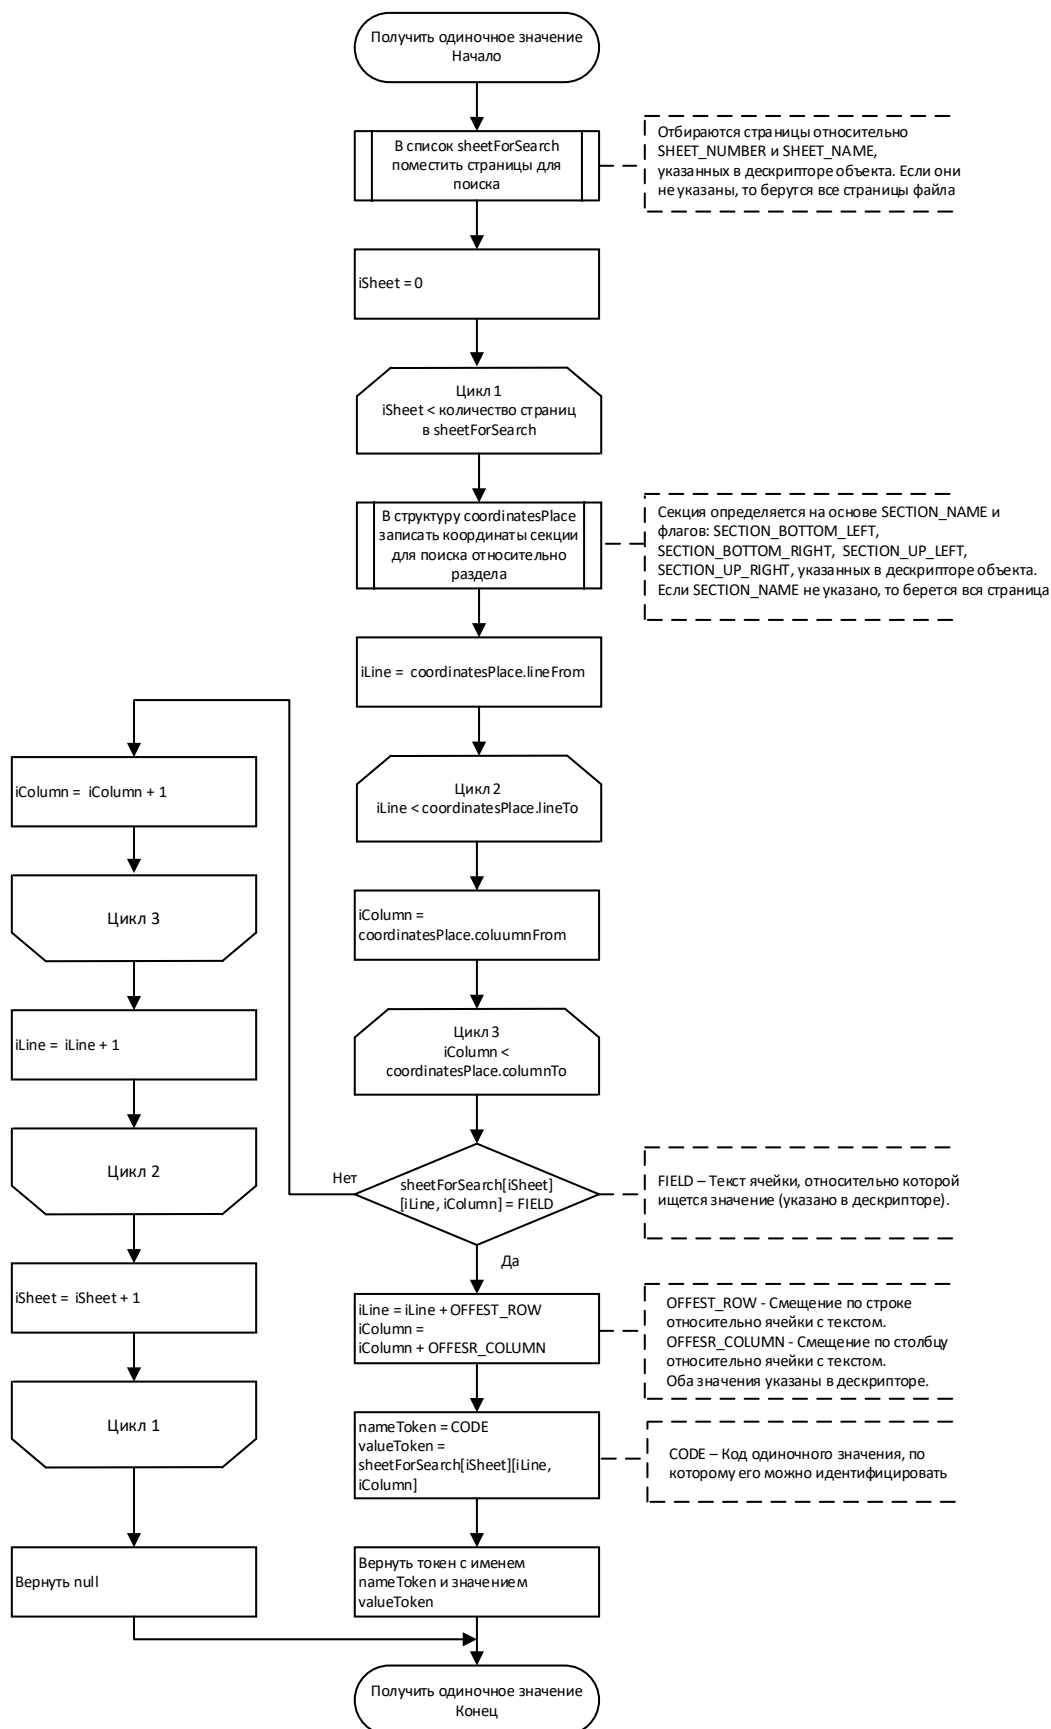 Получить одиночное значение
Начало
В список sheetForSearch
поместить страницы для
поиска
Отбираются страницы относительно
SHEET_NUMBER и SHEET_NAME,
указанных в дескрипторе объекта. Если они
не указаны, то берутся все страницы файла
iSheet = 0
Цикл 1
iSheet < количество страниц
в sheetForSearch
В структуру coordinatesPlace
записать координаты секции
для поиска относительно
раздела
Секция определяется на основе SECTION_NAME и
флагов: SECTION_BOTTOM_LEFT,
SECTION_BOTTOM_RIGHT, SECTION_UP_LEFT,
SECTION_UP_RIGHT, указанных в дескрипторе объекта.
Если SECTION_NAME не указано, то берется вся страница
iLine = coordinatesPlace.lineFrom
Цикл 2
iLine < coordinatesPlace.lineTo
iColumn =
coordinatesPlace.coluumnFrom
Цикл 3
iColumn <
coordinatesPlace.columnTo
sheetForSearch[iSheet]
[iLine, iColumn] = FIELD
Нет
Да
FIELD – Текст ячейки, относительно которой
ищется значение (указано в дескрипторе).
iColumn = iColumn + 1
Цикл 3
iLine = iLine + 1
Цикл 2
iSheet = iSheet + 1
Цикл 1
Вернуть null
iLine = iLine + OFFEST_ROW
iColumn =
iColumn + OFFESR_COLUMN
OFFEST_ROW - Смещение по строке
относительно ячейки с текстом.
OFFESR_COLUMN - Смещение по столбцу
относительно ячейки с текстом.
Оба значения указаны в дескрипторе.
nameToken = CODE
valueToken =
sheetForSearch[iSheet][iLine,
iColumn]
CODE – Код одиночного значения, по
которому его можно идентифицировать
Вернуть токен с именем
nameToken и значением
valueToken
Получить одиночное значение
Конец